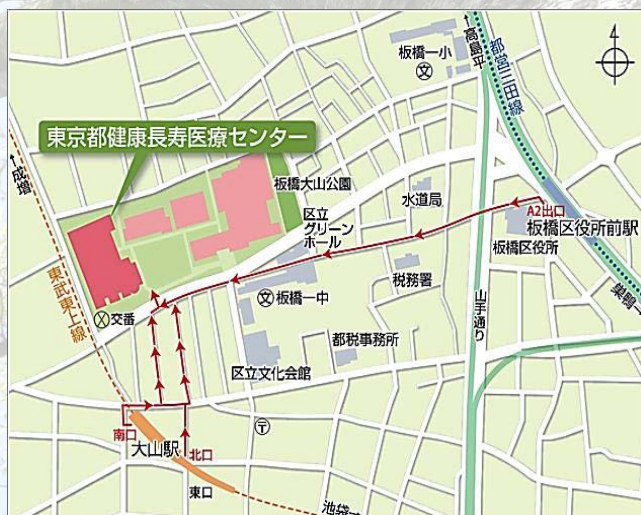 板橋一小
文
↑高島平
都営三田線
東京都健康長寿医療センター
↑成増
板橋大山公園
区立
グリーン
ホール
水道局
A2出口
板橋区役所前駅
板橋区役所
東武東上線
税務署
山手通り
巣鴨
文板橋一中
交番
都税事務所
区立文化会館
南口
大山駅
北口
東口
池袋